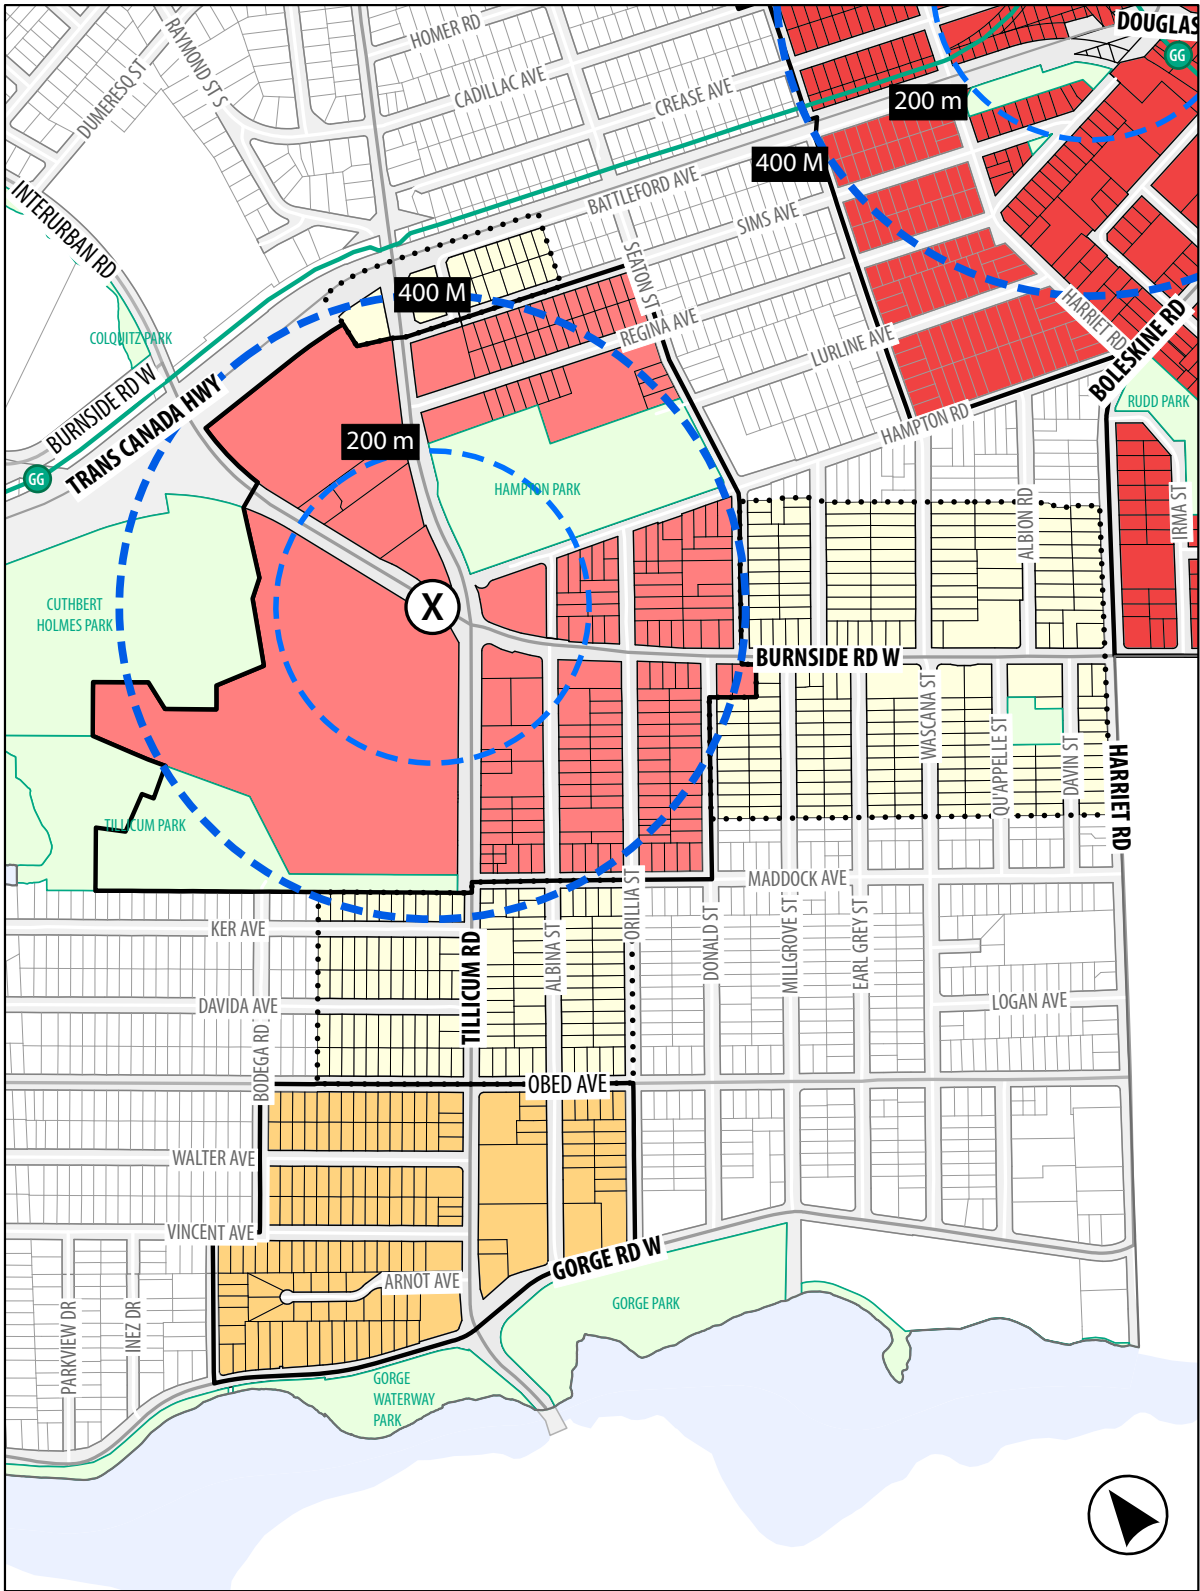 HOMER RD
DOUGLAS
RAYMOND ST S
GG
CADILLAC AVE
DUMERESQ ST
CREASE AVE
200 m
400 M
INTERURBAN RD
BATTLEFORD AVE
SIMS AVE
SEATON ST
400 M
HARRIET RD
REGINA AVE
COLQUITZ PARK
LURLINE AVE
BOLESKINE RD
BURNSIDE RD W
TRANS CANADA HWY
RUDD PARK
HAMPTON RD
200 m
GG
HAMPTON PARK
IRMA ST
ALBION RD
CUTHBERT
HOLMES PARK
X
BURNSIDE RD W
WASCANA ST
QU'APPELLE ST
DAVIN ST
HARRIET RD
TILLICUM PARK
MADDOCK AVE
ORILLIA ST
KER AVE
TILLICUM RD
ALBINA ST
DONALD ST
MILLGROVE ST
EARL GREY ST
DAVIDA AVE
LOGAN AVE
BODEGA RD
OBED AVE
WALTER AVE
VINCENT AVE
GORGE RD W
ARNOT AVE
GORGE PARK
PARKVIEW DR
INEZ DR
GORGE
WATERWAY
PARK